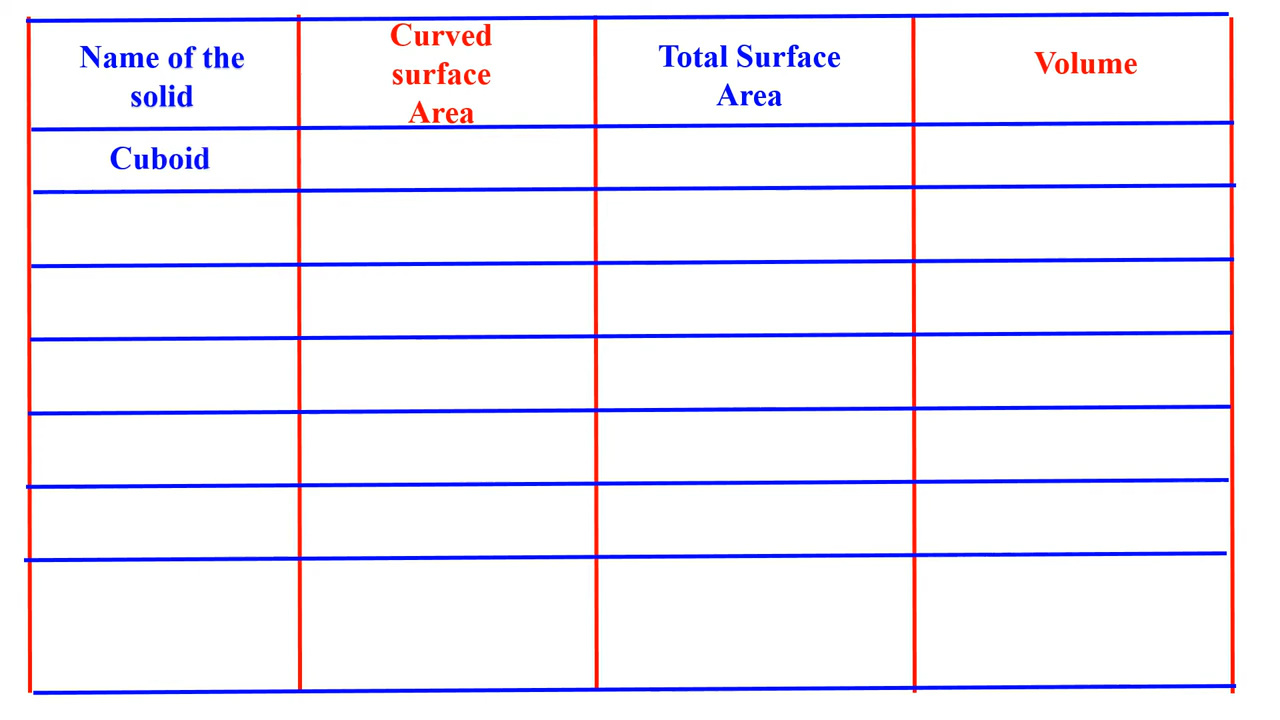 Name of the
solid
Curved
surface
Area
Total Surface
Area
Volume
Cuboid